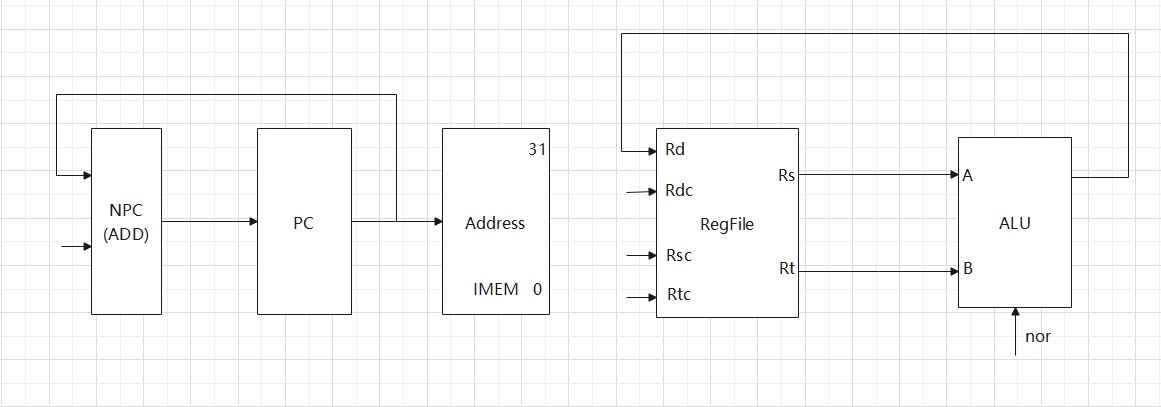 NPC
(ADD)
PC
31
Address
IMEM 0
Rd
Rdc
Rsc
Rtc
RegFile
Rs
Rt
A
B
ALU
nor